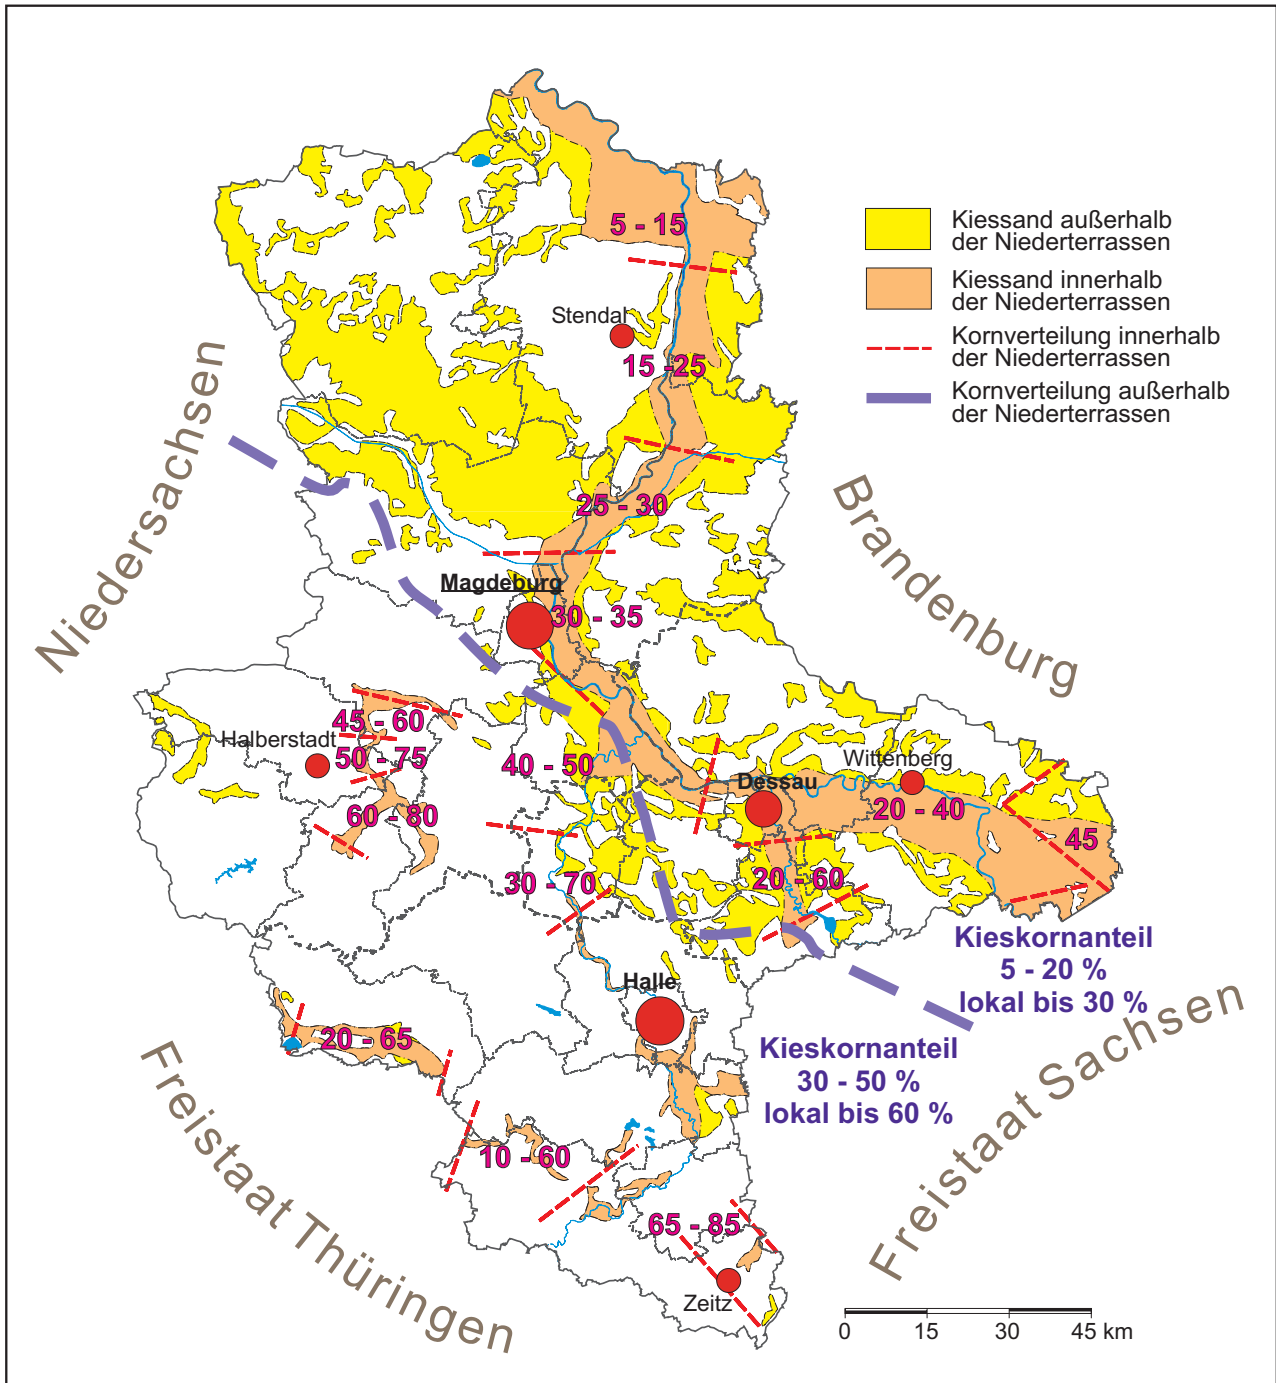 5 - 15
Kiessand außerhalb
der Niederterrassen
Kiessand innerhalb
der Niederterrassen
Kornverteilung innerhalb
der Niederterrassen
Kornverteilung außerhalb
der Niederterrassen
Stendal
15 -25
Niedersachsen
Brandenburg
25 - 30
Magdeburg
30 - 35
45 - 60
Halberstadt
50 - 75
40 - 50
Wittenberg
Dessau
60 - 80
20 - 40
45
30 - 70
20 - 60
Kieskornanteil
5 - 20 %
lokal bis 30 %
Halle
20 - 65
Kieskornanteil
30 - 50 %
lokal bis 60 %
Freistaat Sachsen
Freistaat Thüringen
10 - 60
65 - 85
Zeitz
0 15 30 45 km